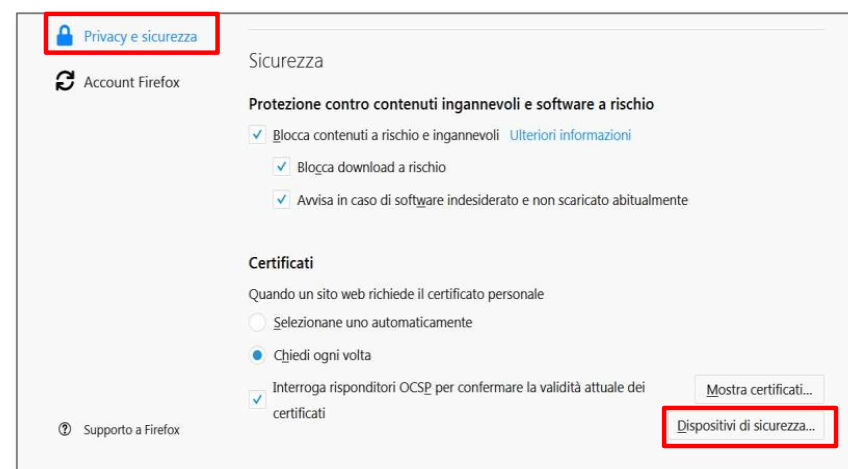 Privacy e sicurezza
Account Firefox
Supporto a Firefox
Sicurezza
Protezione contro contenuti ingannevoli e software a rischio
Blocca contenuti a rischio e ingannevoli Ulteriori informazioni
Blocca download a rischio
Avvisa in caso di software indesiderato e non scaricato abitualmente
Certificati
Quando un sito web richiede il certificato personale
Selezionane uno automaticamente
Chiedi ogni volta
Interroga risponditori OCSP per confermare la validità attuale dei
certificati
Mostra certificati...
Dispositivi di sicurezza...